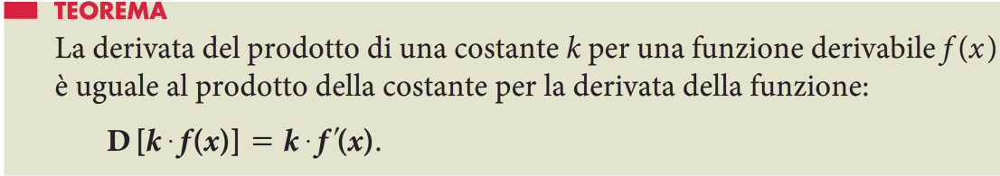 TEOREMA
La derivata del prodotto di una costante k per una funzione derivabile f(x)
è uguale al prodotto della costante per la derivata della funzione:
D [k · f(x)] = k · f′(x).